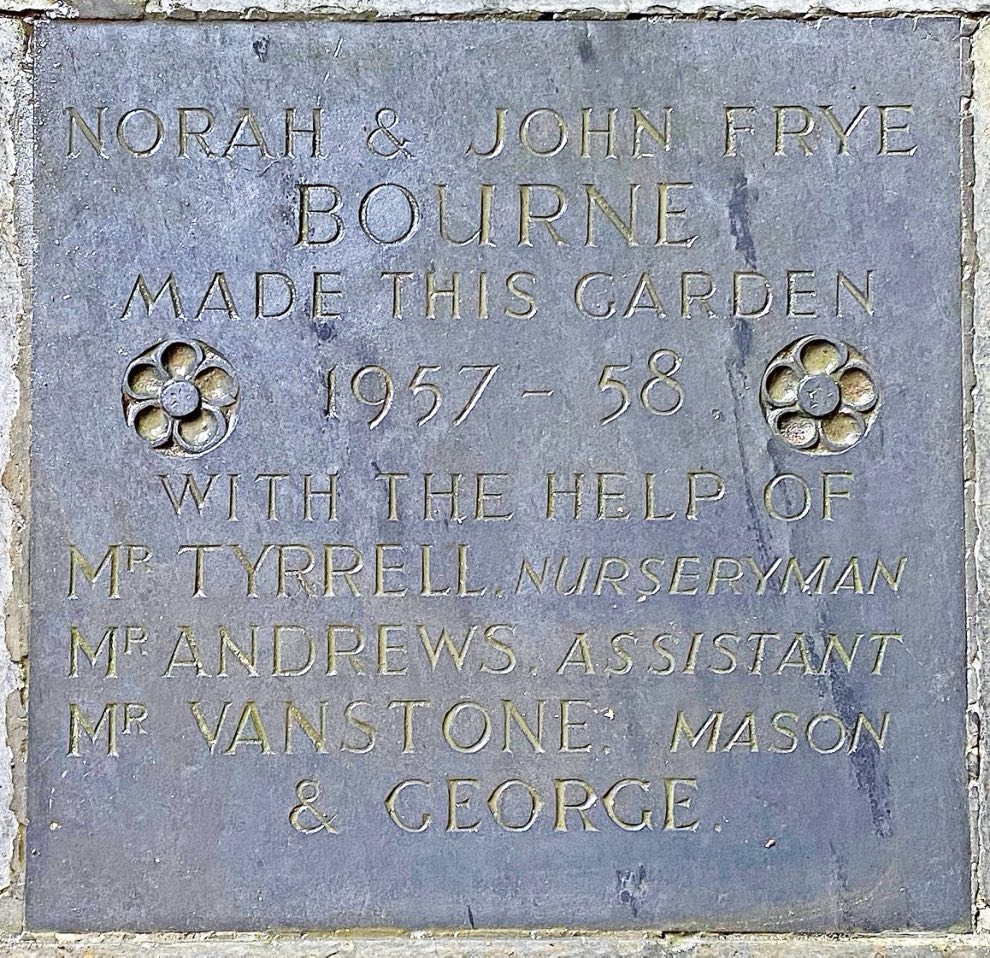 NORAH & JOHN FRYE
BOURNE
MADE THIS GARDEN
1957 - 58.
WITH THE HELP OF
MR TYRRELL. NURSERYMAN
MR ANDREWS. ASSISTANT
MR VANSTONE. MASON
& GEORGE.